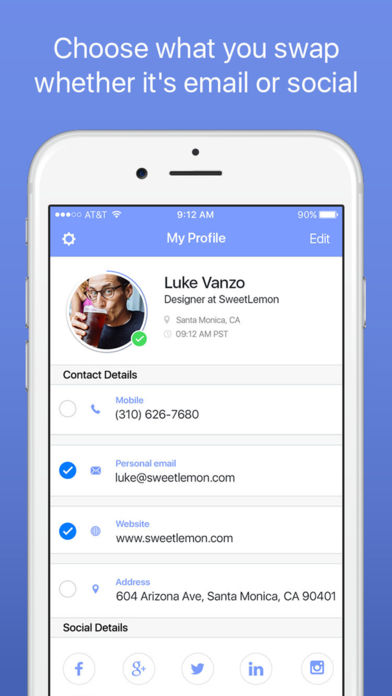 Choose what you swap
whether it's email or social
AT&T 9:12 AM 90%
My Profile Edit
Luke Vanzo
Designer at SweetLemon
Santa Monica, CA
09:12 AM PST
Contact Details
Mobile
(310) 626-7680
Personal email
luke@sweetlemon.com
Website
www.sweetlemon.com
Address
604 Arizona Ave, Santa Monica, CA 90401
Social Details
f g+ in